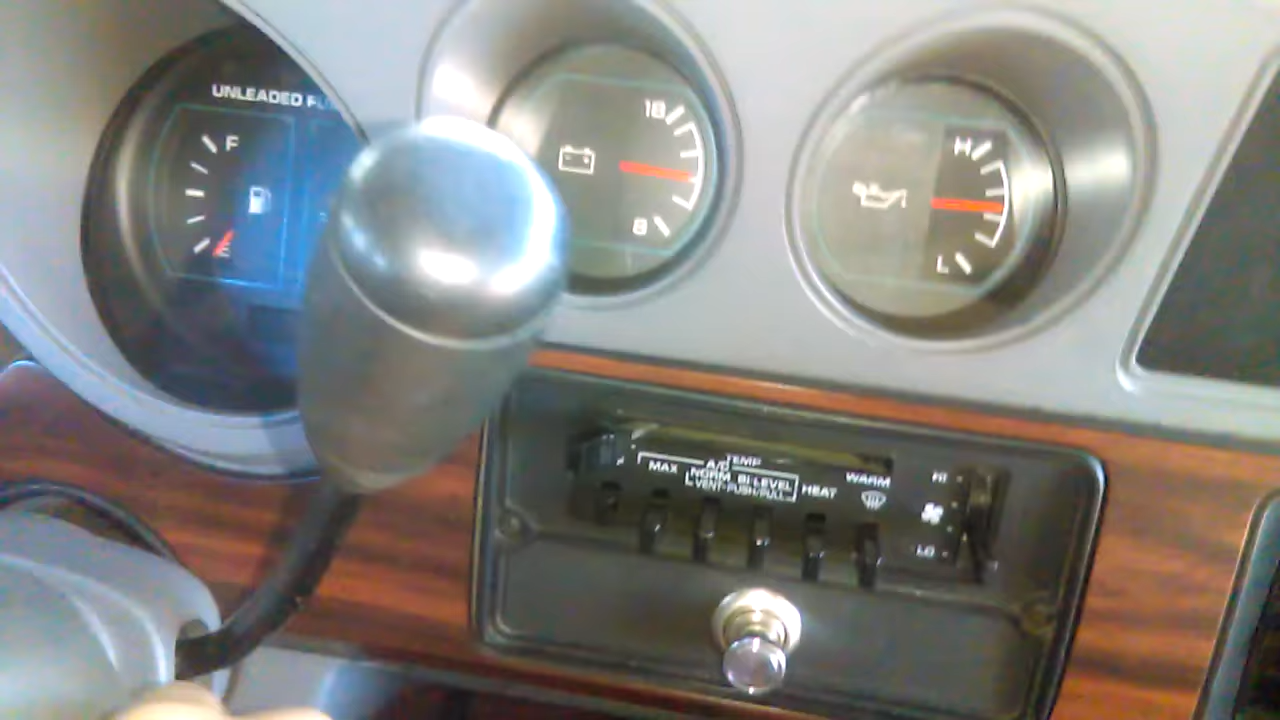 UNLEADED FU
F
E
18
8
H
L
TEMP
A/C
MAX NORM BI-LEVEL HEAT WARM
VENT-PUSH/PULL
HI
LO